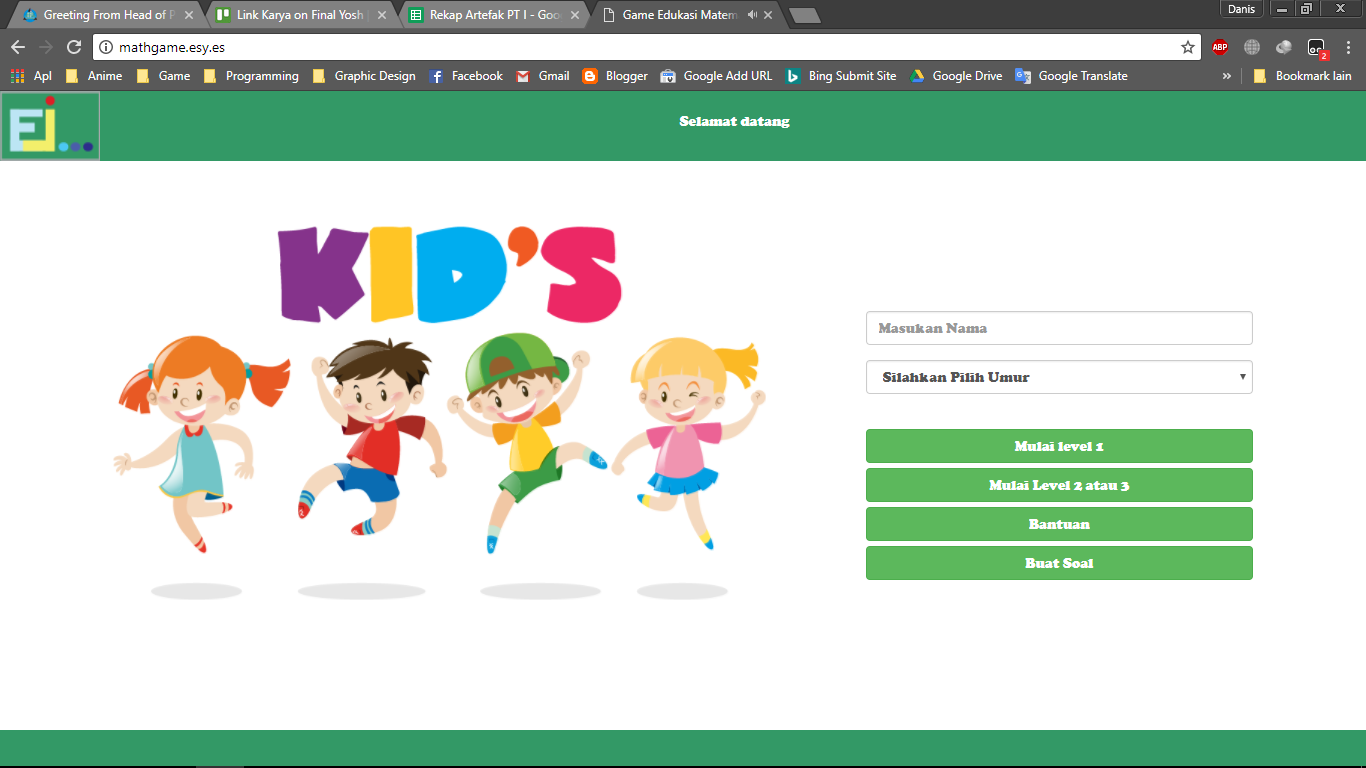 Danis
Greeting From Head of P
Link Karya on Final Yosh
Rekap Artefak PT I - Goo
Game Edukasi Matem
mathgame.esy.es
ABP
2
Apl Anime Game Programming Graphic Design Facebook Gmail Blogger Google Add URL Bing Submit Site Google Drive Google Translate » Bookmark lain
EJ...
Selamat datang
KID'S
Masukan Nama
Silahkan Pilih Umur
Mulai level 1
Mulai Level 2 atau 3
Bantuan
Buat Soal